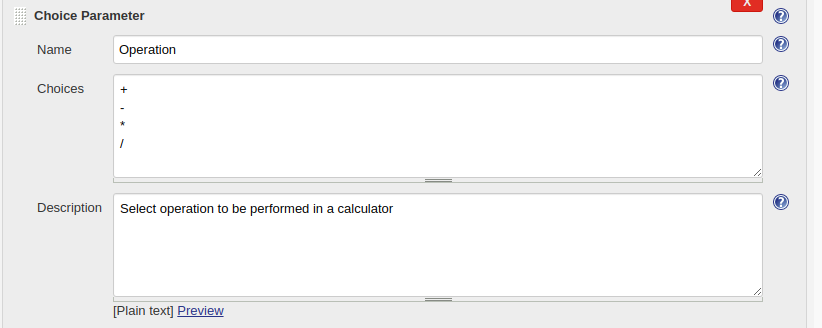 Choice Parameter
X
?
Name
Operation
?
Choices
+
-
*
/
?
Description
Select operation to be performed in a calculator
?
[Plain text] Preview